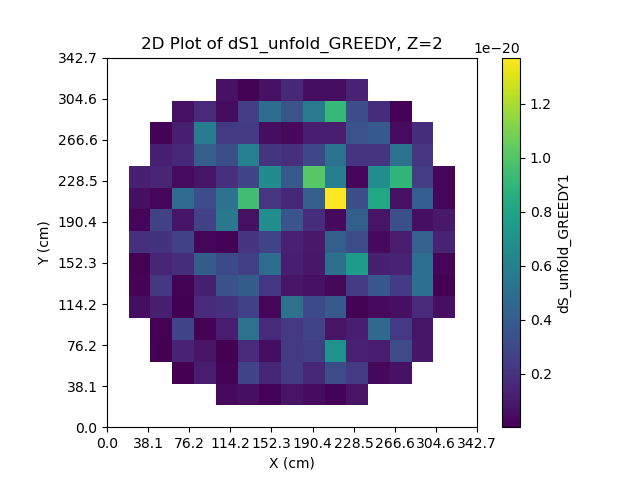 2D Plot of dS1_unfold_GREEDY, Z=2
1e−20
342.7
304.6
266.6
228.5
190.4
152.3
114.2
76.2
38.1
0.0
Y (cm)
0.0 38.1 76.2 114.2 152.3 190.4 228.5 266.6 304.6 342.7
X (cm)
1.2
1.0
0.8
0.6
0.4
0.2
dS_unfold_GREEDY1